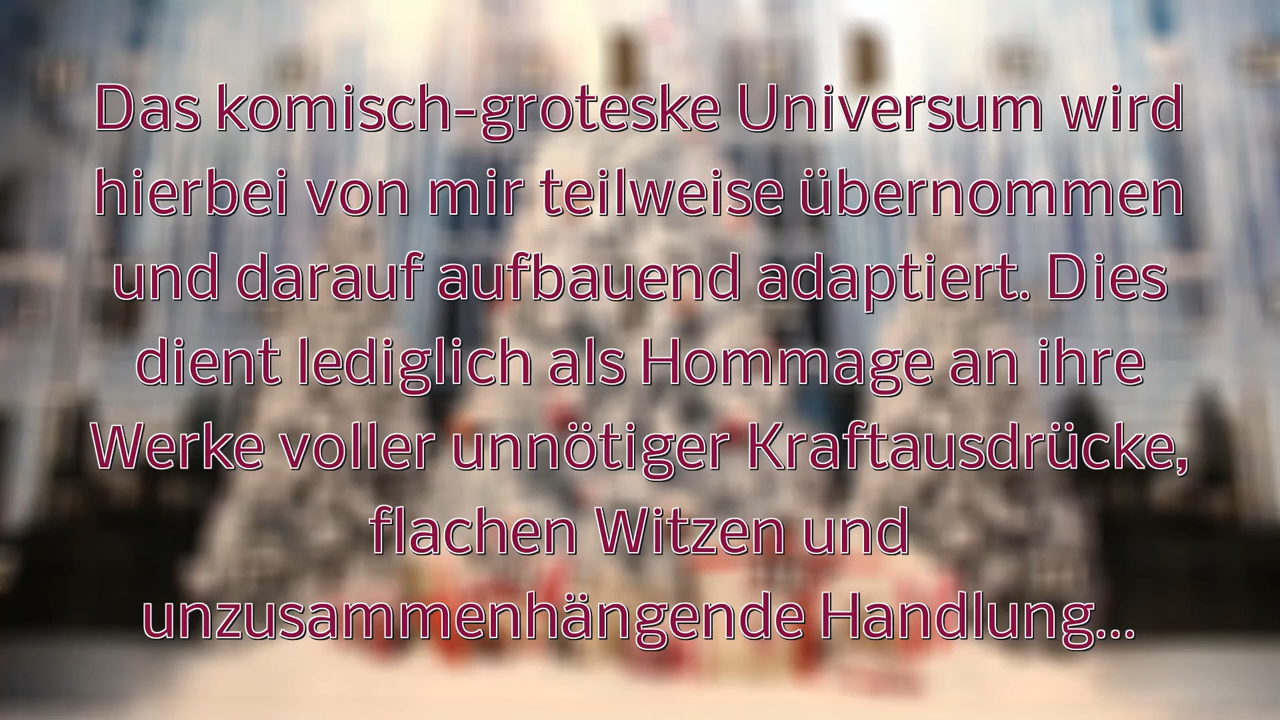 Das komisch-groteske Universum wird
hierbei von mir teilweise übernommen
und darauf aufbauend adaptiert. Dies
dient lediglich als Hommage an ihre
Werke voller unnötiger Kraftausdrücke,
flachen Witzen und
unzusammenhängende Handlung...